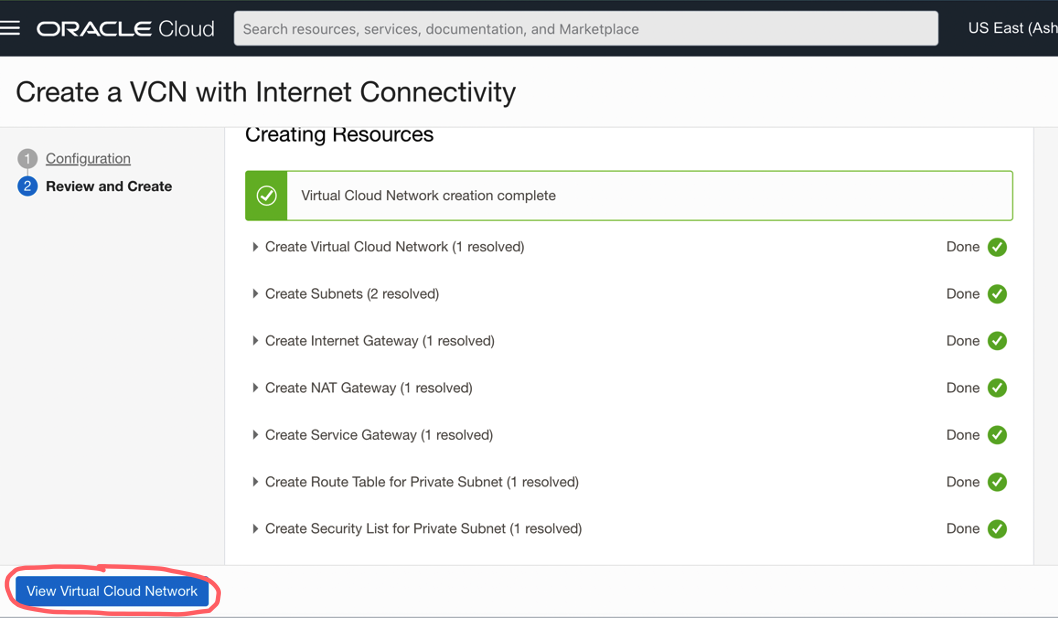 ORACLE Cloud
Search resources, services, documentation, and Marketplace
US East (Ash
Create a VCN with Internet Connectivity
1 Configuration
2 Review and Create
Creating Resources
Virtual Cloud Network creation complete
Create Virtual Cloud Network (1 resolved) Done
Create Subnets (2 resolved) Done
Create Internet Gateway (1 resolved) Done
Create NAT Gateway (1 resolved) Done
Create Service Gateway (1 resolved) Done
Create Route Table for Private Subnet (1 resolved) Done
Create Security List for Private Subnet (1 resolved) Done
View Virtual Cloud Network